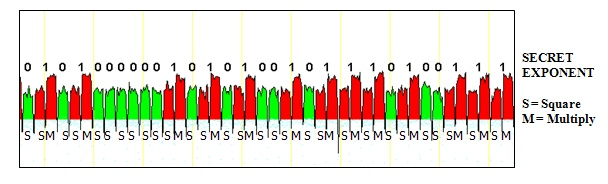 0 1 0 1 0 0 0 0 0 0 1 0 1 0 1 0 0 1 0 1 1 1 0 1 0 0 1 1 1
S SM S SM S S S S S S SM S SM S SM S S SM S SM SM SM S SM S S SM SM SM
SECRET
EXPONENT
S = Square
M = Multiply